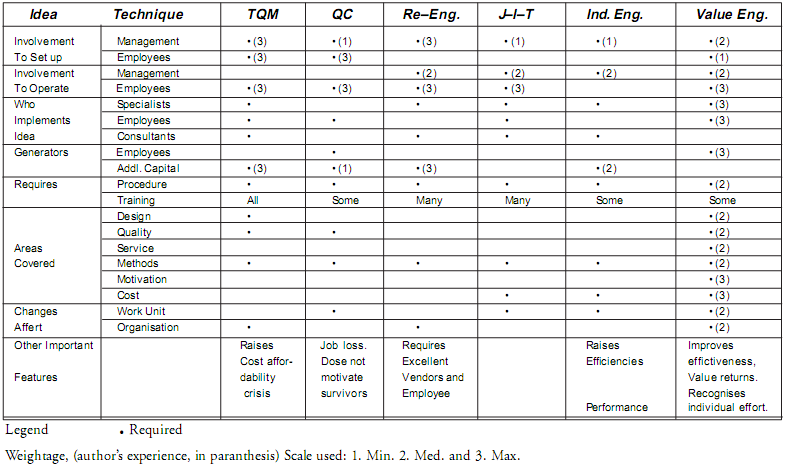 Idea Technique TQM QC Re–Eng. J–I–T Ind. Eng. Value Eng.
Involvement Management •(3) •(1) •(3) •(1) •(1) •(2)
To Set up Employees •(3) •(3) •(1)
Involvement Management •(2) •(2) •(2) •(2)
To Operate Employees •(3) •(3) •(3) •(3) •(3)
Who Specialists • • • • •(3)
Implements Employees • • •(3)
Idea Consultants • • • •
Generators Employees • •(3)
Addl. Capital •(3) •(1) •(3) •(2)
Requires Procedure • • • • • •(2)
Training All Some Many Many Some Some
Design • •(2)
Quality • • •(2)
Areas Service •(2)
Covered Methods • • • • • •(2)
Motivation •(3)
Cost • • •(3)
Changes Work Unit • • • •(2)
Affert Organisation • • •(2)
Other Important Raises Job loss. Requires Raises Improves
Cost affor- Dose not Excellent Efficiencies effictiveness,
Features dability motivate Vendors and Value returns.
crisis survivors Employee Recognises
Performance individual effort.
Legend • Required
Weightage, (author's experience, in paranthesis) Scale used: 1. Min. 2. Med. and 3. Max.